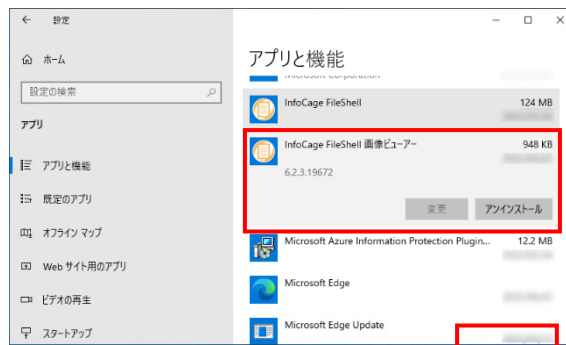 設定
ホーム
設定の検索
アプリ
アプリと機能
既定のアプリ
オフライン マップ
Web サイト用のアプリ
ビデオの再生
スタートアップ
アプリと機能
Microsoft Corporation
InfoCage FileShell
124 MB
InfoCage FileShell 画像ビューアー
948 KB
6.2.3.19672
変更
アンインストール
Microsoft Azure Information Protection Plugin...
12.2 MB
Microsoft Edge
Microsoft Edge Update